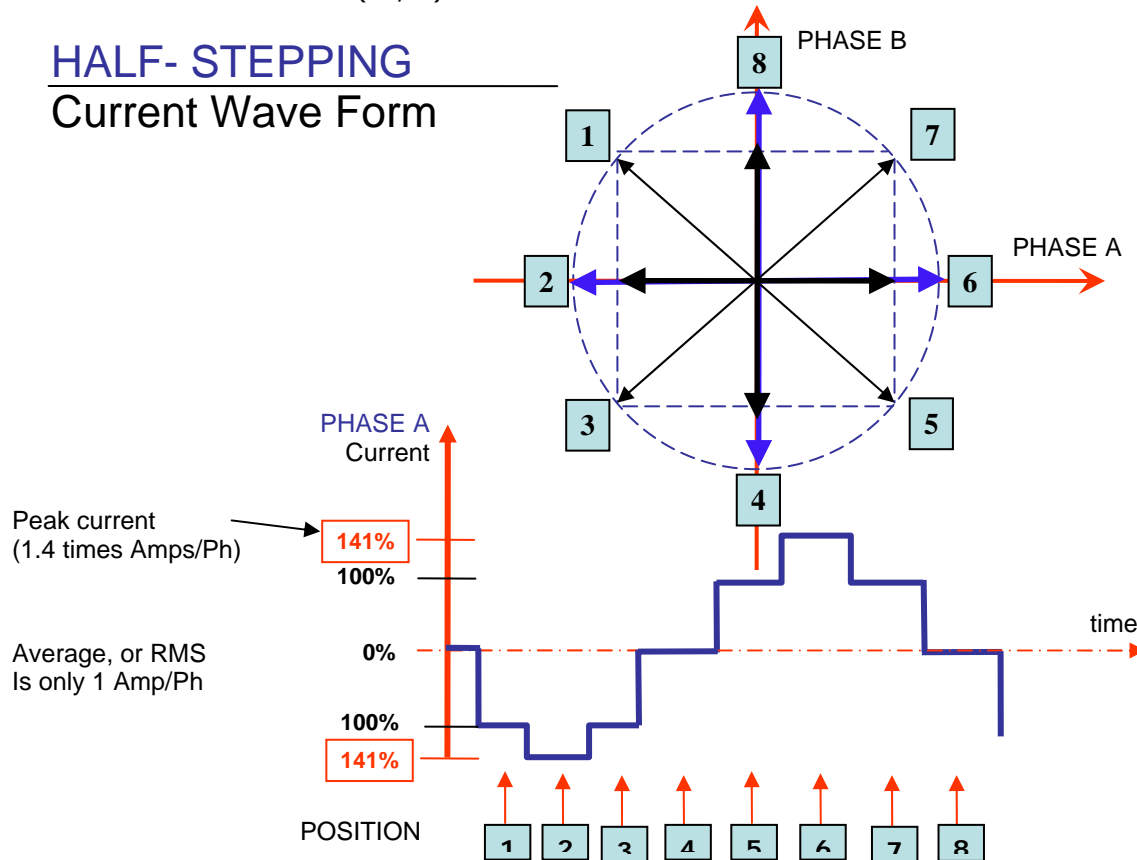 HALF- STEPPING
Current Wave Form
PHASE B
8
1
7
PHASE A
2
6
3
5
4
PHASE A
Current
Peak current
(1.4 times Amps/Ph)
141%
100%
time
Average, or RMS
Is only 1 Amp/Ph
0%
100%
141%
POSITION
1 2 3 4 5 6 7 8